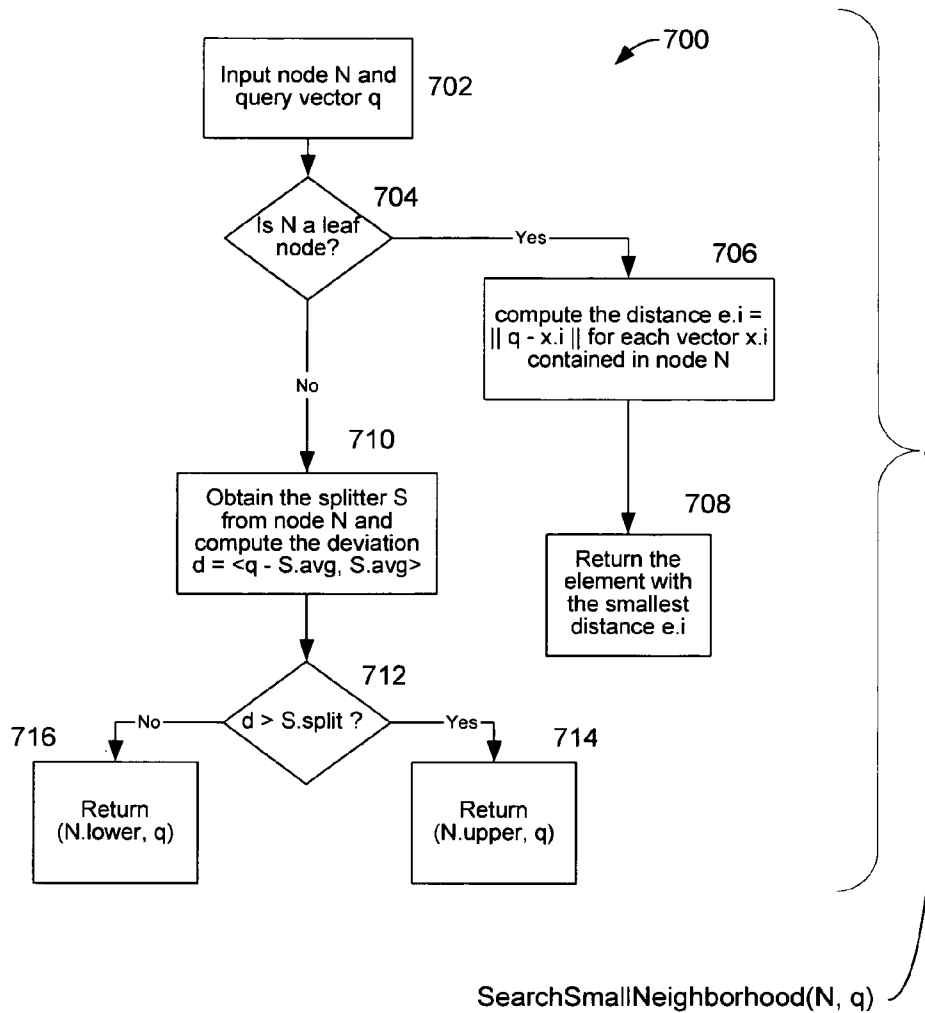 700
Input node N and
query vector q
702
704
Is N a leaf
node?
Yes
706
compute the distance e.i =
|| q - x.i || for each vector x.i
contained in node N
No
710
Obtain the splitter S
from node N and
compute the deviation
d = <q - S.avg, S.avg>
708
Return the
element with
the smallest
distance e.i
712
d > S.split ?
No
Yes
716
714
Return
(N.lower, q)
Return
(N.upper, q)
SearchSmallNeighborhood(N, q)